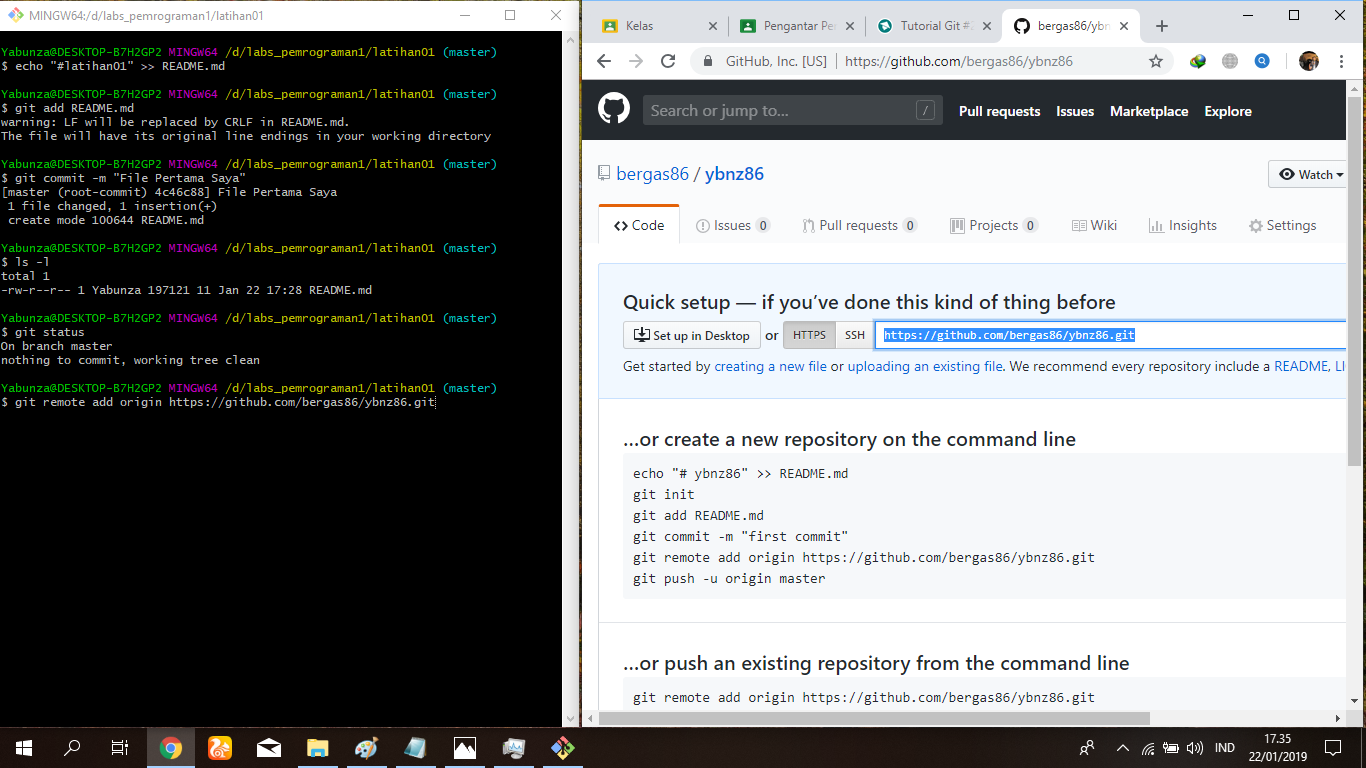 MINGW64:/d/labs_pemrograman1/latihan01
Yabunza@DESKTOP-B7H2GP2 MINGW64 /d/labs_pemrograman1/latihan01 (master)
$ echo "#latihan01" >> README.md
Yabunza@DESKTOP-B7H2GP2 MINGW64 /d/labs_pemrograman1/latihan01 (master)
$ git add README.md
warning: LF will be replaced by CRLF in README.md.
The file will have its original line endings in your working directory
Yabunza@DESKTOP-B7H2GP2 MINGW64 /d/labs_pemrograman1/latihan01 (master)
$ git commit -m "File Pertama Saya"
[master (root-commit) 4c46c88] File Pertama Saya
1 file changed, 1 insertion(+)
create mode 100644 README.md
Yabunza@DESKTOP-B7H2GP2 MINGW64 /d/labs_pemrograman1/latihan01 (master)
$ ls -l
total 1
-rw-r--r-- 1 Yabunza 197121 11 Jan 22 17:28 README.md
Yabunza@DESKTOP-B7H2GP2 MINGW64 /d/labs_pemrograman1/latihan01 (master)
$ git status
On branch master
nothing to commit, working tree clean
Yabunza@DESKTOP-B7H2GP2 MINGW64 /d/labs_pemrograman1/latihan01 (master)
$ git remote add origin https://github.com/bergas86/ybnz86.git
Kelas
Pengantar Pe
Tutorial Git #
bergas86/ybn
GitHub, Inc. [US] https://github.com/bergas86/ybnz86
Search or jump to... /
Pull requests Issues Marketplace Explore
bergas86 / ybnz86
Watch
Code Issues 0 Pull requests 0 Projects 0 Wiki Insights Settings
Quick setup — if you’ve done this kind of thing before
Set up in Desktop or HTTPS SSH https://github.com/bergas86/ybnz86.git
Get started by creating a new file or uploading an existing file. We recommend every repository include a README, LI
…or create a new repository on the command line
echo "# ybnz86" >> README.md
git init
git add README.md
git commit -m "first commit"
git remote add origin https://github.com/bergas86/ybnz86.git
git push -u origin master
…or push an existing repository from the command line
git remote add origin https://github.com/bergas86/ybnz86.git
IND
17.35
22/01/2019